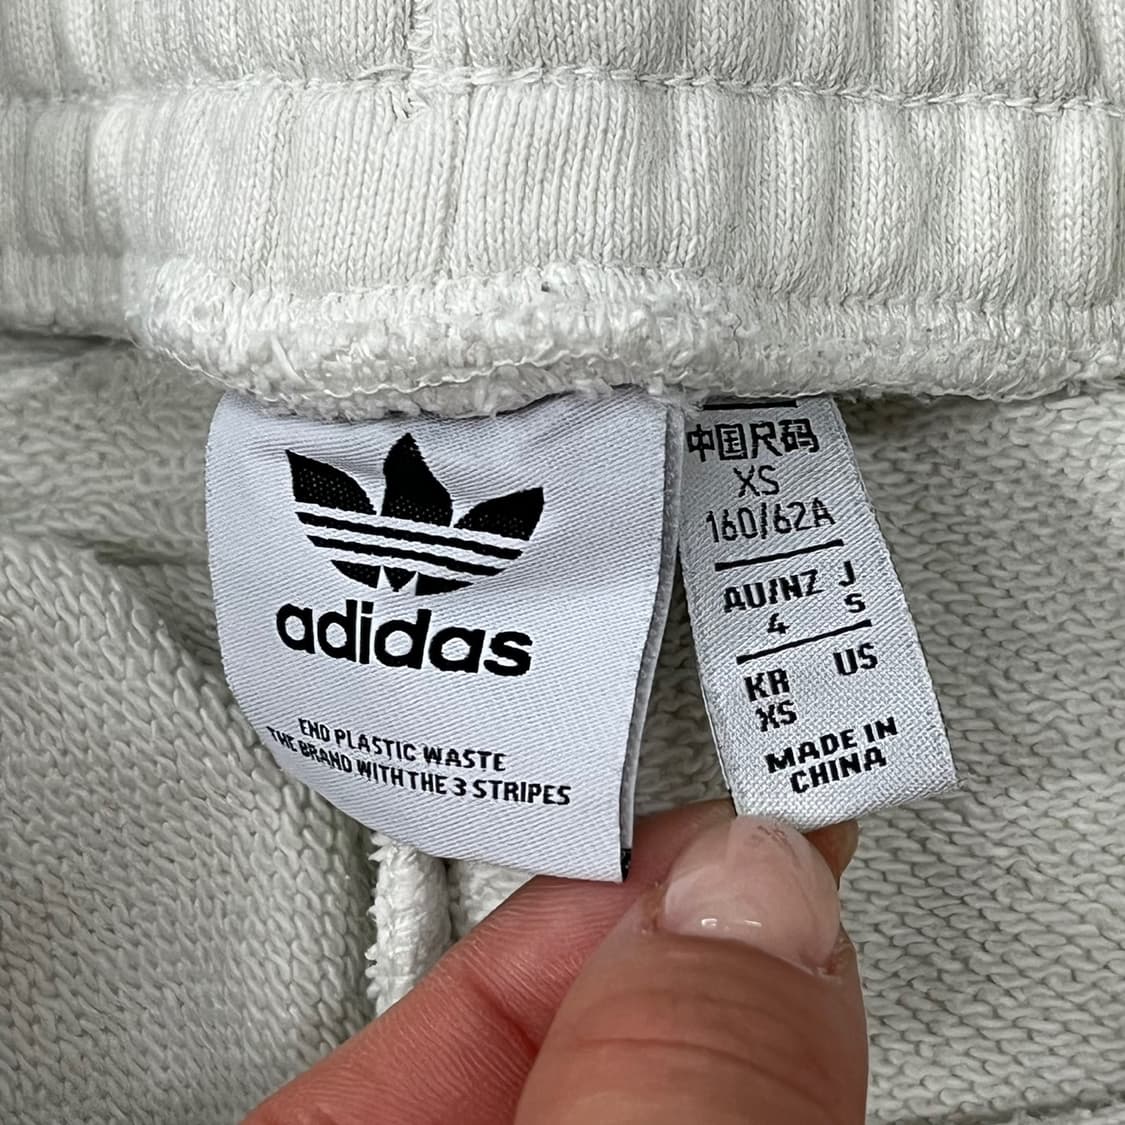 adidas
END PLASTIC WASTE
THE BRAND WITH THE 3 STRIPES
中国尺码
XS
160/62A
AU/NZ J
4 S
KR US
XS
MADE IN
CHINA